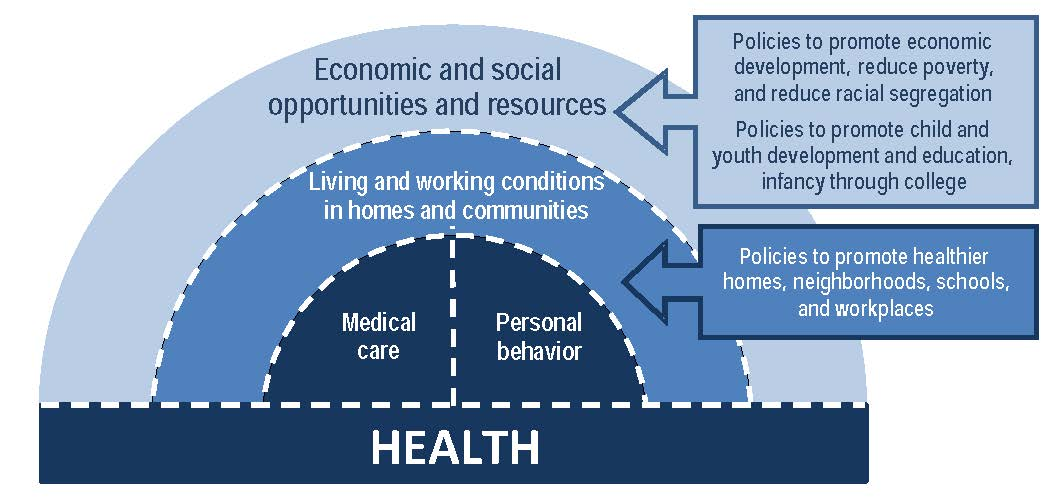 Economic and social
opportunities and resources
Policies to promote economic
development, reduce poverty,
and reduce racial segregation
Policies to promote child and
youth development and education,
infancy through college
Living and working conditions
in homes and communities
Policies to promote healthier
homes, neighborhoods, schools,
and workplaces
Medical
care
Personal
behavior
HEALTH